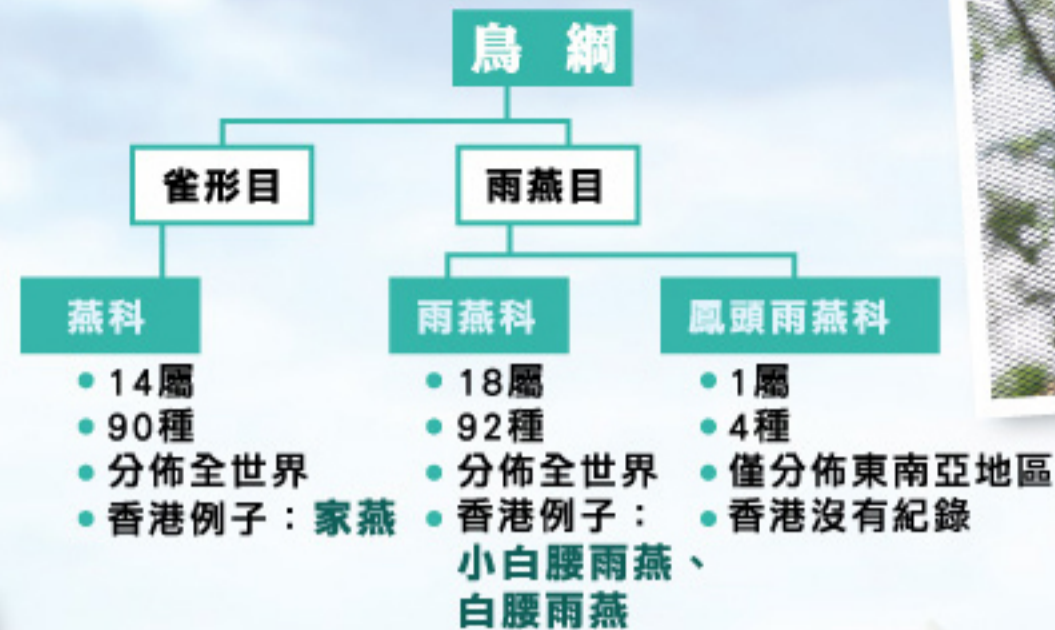 鳥 綱
雀形目
雨燕目
燕科
14屬
90種
分佈全世界
香港例子：家燕
雨燕科
18屬
92種
分佈全世界
香港例子：
小白腰雨燕、
白腰雨燕
鳳頭雨燕科
1屬
4種
僅分佈東南亞地區
香港沒有紀錄